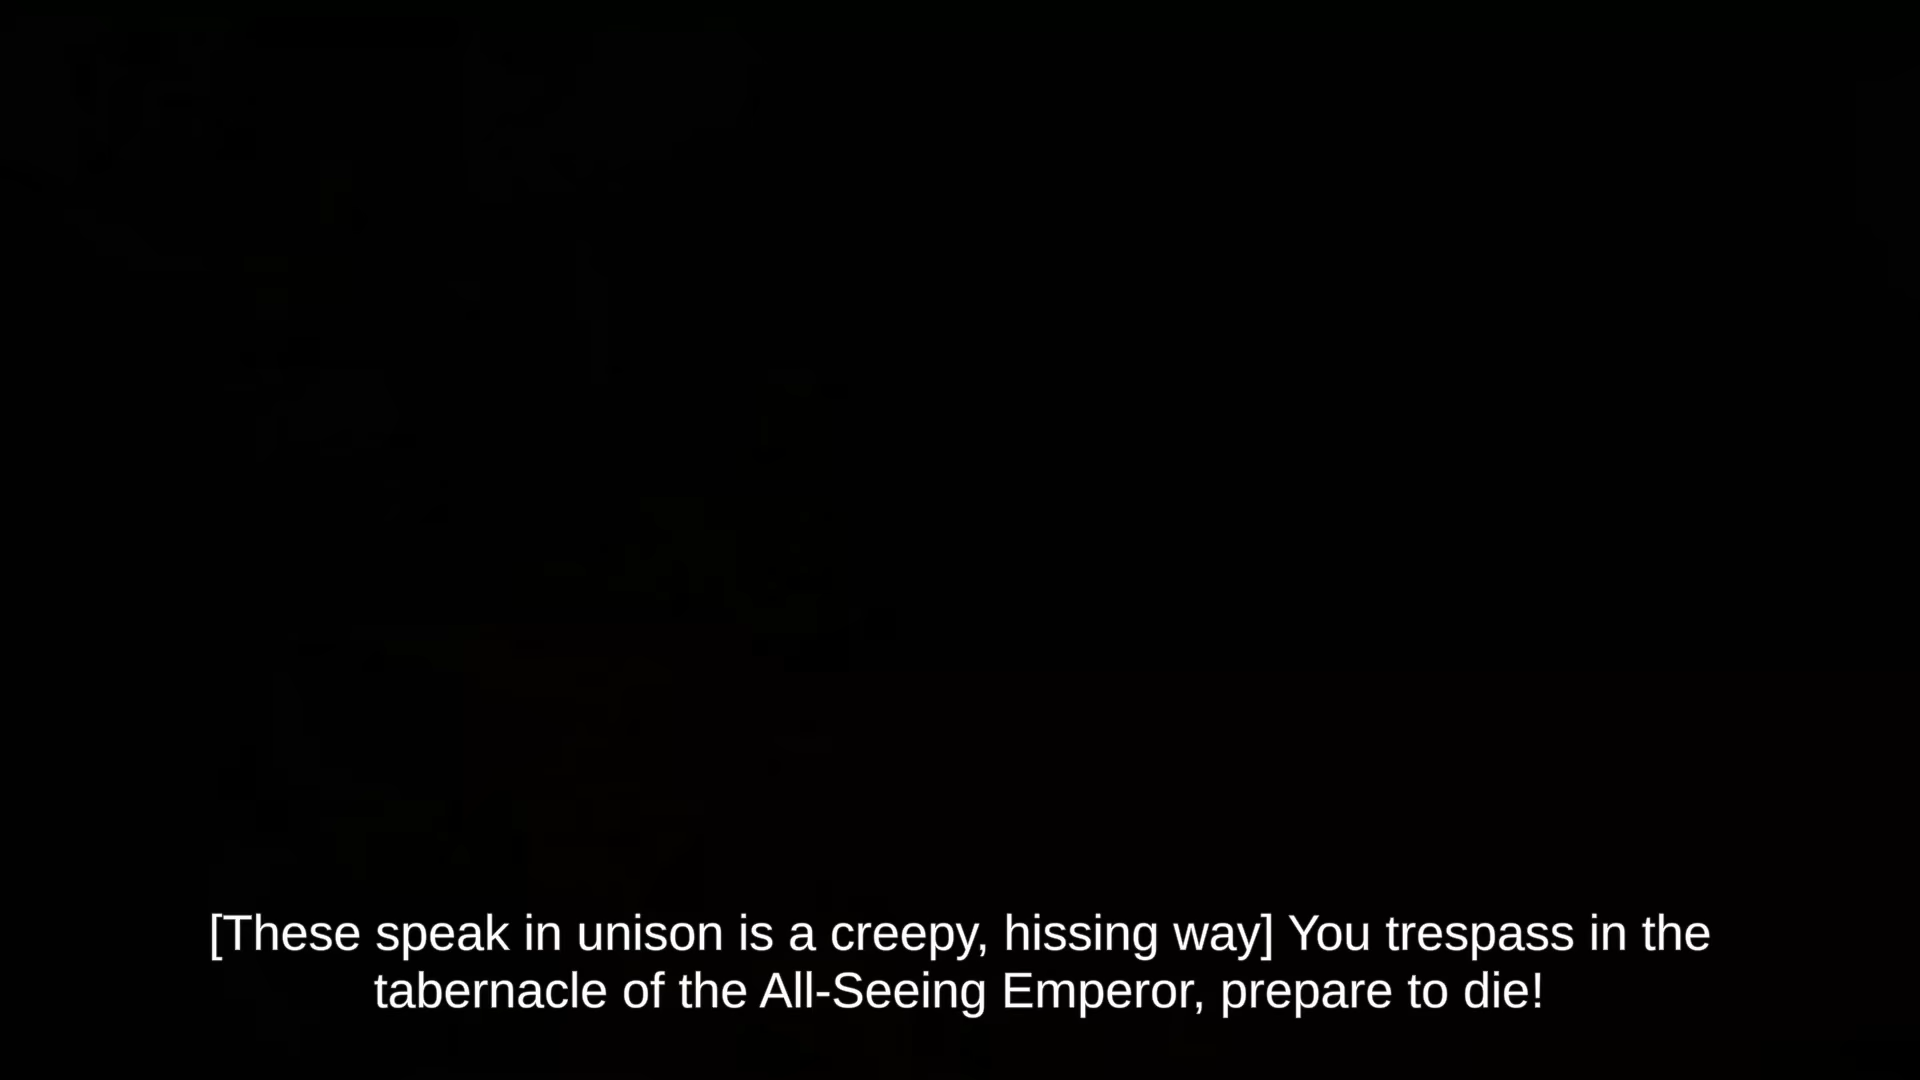 [These speak in unison is a creepy, hissing way] You trespass in the
tabernacle of the All-Seeing Emperor, prepare to die!